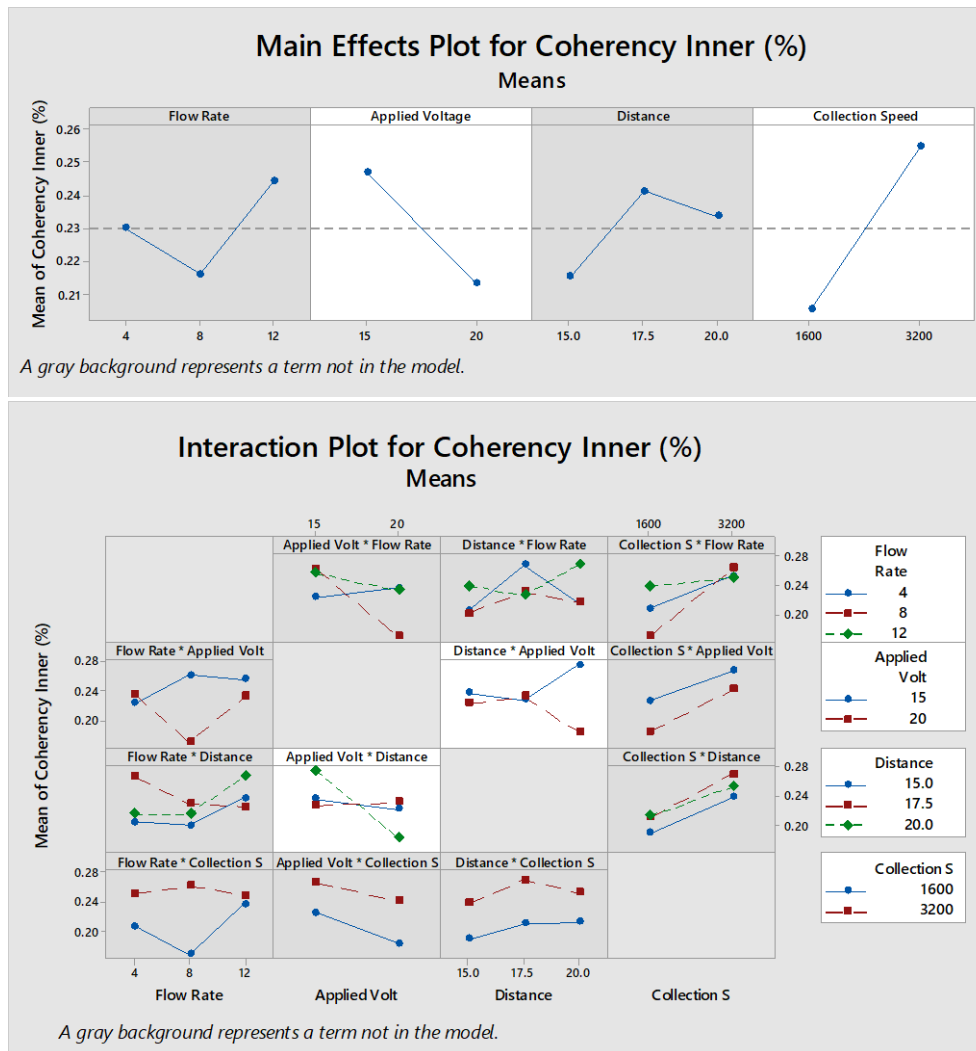 Main Effects Plot for Coherency Inner (%)
Means
Flow Rate Applied Voltage Distance Collection Speed
Mean of Coherency Inner (%)
0.26
0.25
0.24
0.23
0.22
0.21
4 8 12 15 20 15.0 17.5 20.0 1600 3200
A gray background represents a term not in the model.
Interaction Plot for Coherency Inner (%)
Means
15 20 1600 3200
Mean of Coherency Inner (%)
Applied Volt * Flow Rate Distance * Flow Rate Collection S * Flow Rate
0.28
0.24
0.20
Flow
Rate
4
8
12
Flow Rate * Applied Volt Distance * Applied Volt Collection S * Applied Volt
0.28
0.24
0.20
Applied
Volt
15
20
Flow Rate * Distance Applied Volt * Distance Collection S * Distance
0.28
0.24
0.20
Distance
15.0
17.5
20.0
Flow Rate * Collection S Applied Volt * Collection S Distance * Collection S
0.28
0.24
0.20
Collection S
1600
3200
4 8 12 15.0 17.5 20.0
Flow Rate Applied Volt Distance Collection S
A gray background represents a term not in the model.